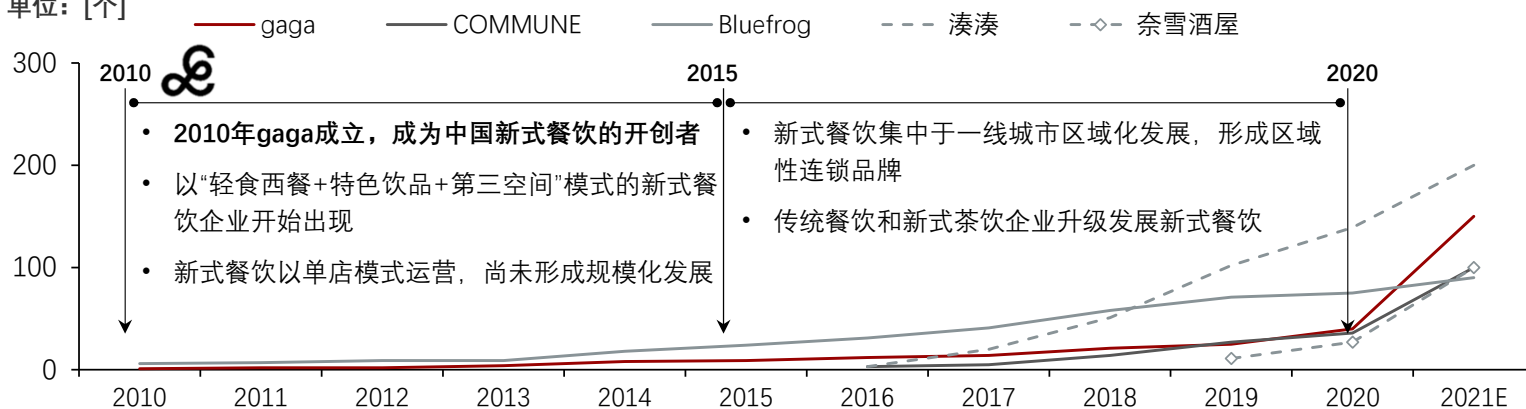 单位：[个]
gaga COMMUNE Bluefrog 湊湊 奈雪酒屋
300
200
100
0
2010 2015 2020
• 2010年gaga成立，成为中国新式餐饮的开创者
• 以“轻食西餐+特色饮品+第三空间”模式的新式餐
饮企业开始出现
• 新式餐饮以单店模式运营，尚未形成规模化发展
• 新式餐饮集中于一线城市区域化发展，形成区域
性连锁品牌
• 传统餐饮和新式茶饮企业升级发展新式餐饮
2010 2011 2012 2013 2014 2015 2016 2017 2018 2019 2020 2021E